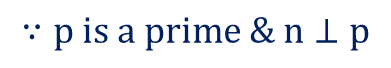 ∵ p is a prime & n ⊥ p